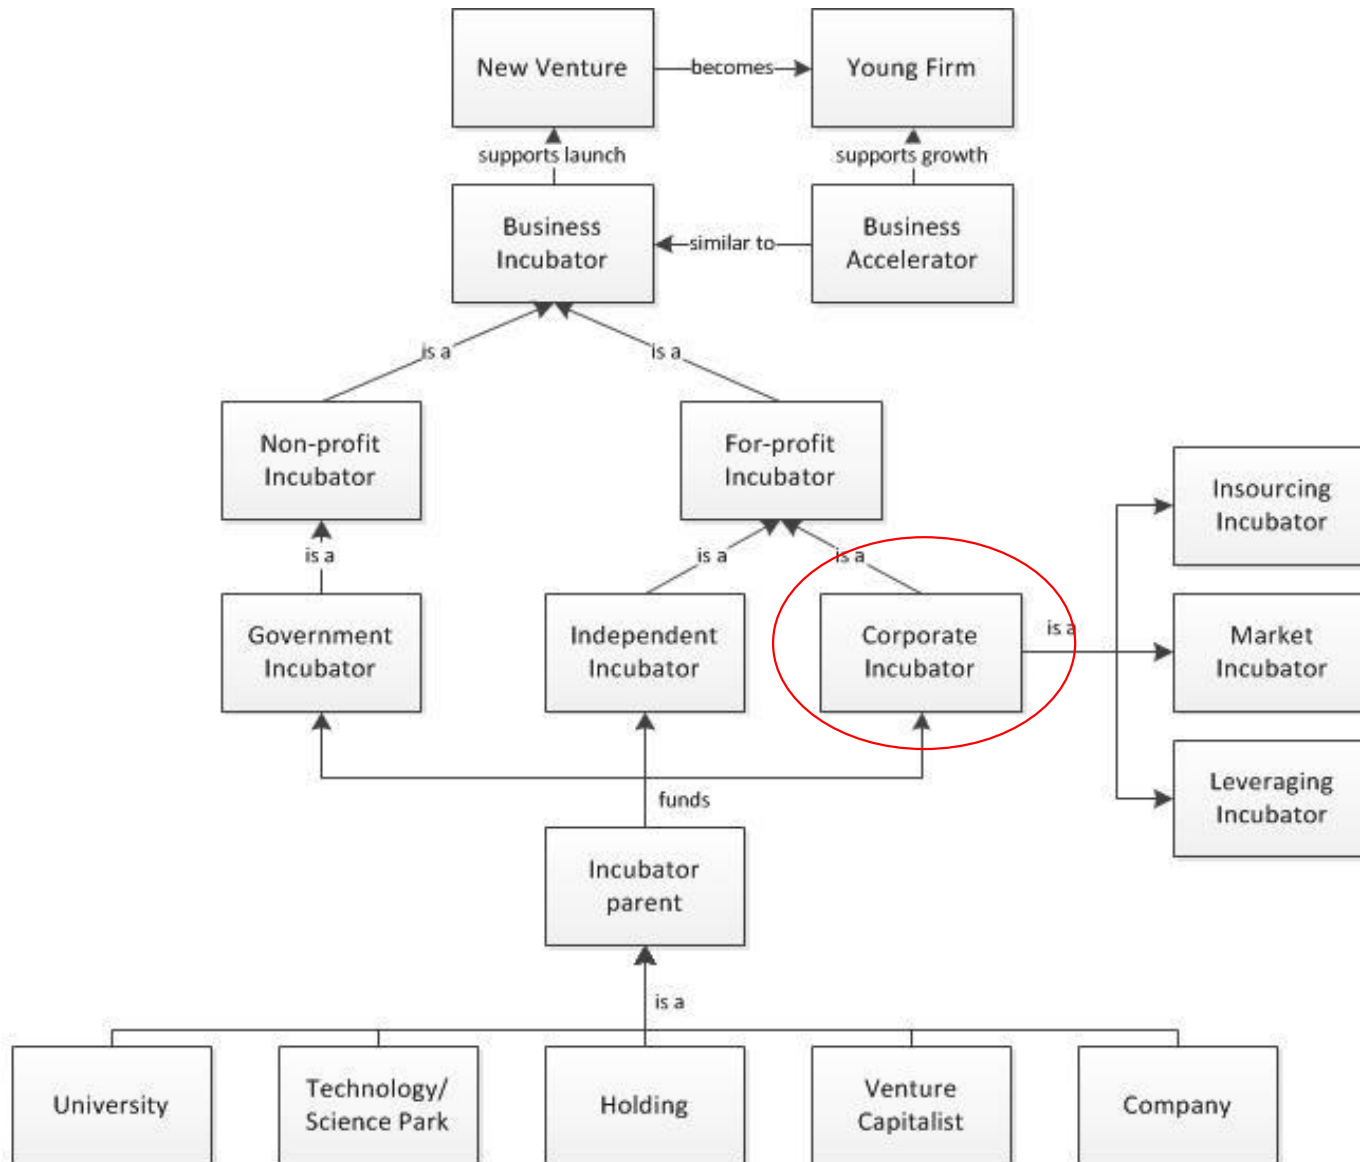 New Venture
becomes
Young Firm
supports launch
supports growth
Business
Incubator
similar to
Business
Accelerator
is a
is a
Non-profit
Incubator
For-profit
Incubator
Insourcing
Incubator
is a
is a
is a
Government
Incubator
Independent
Incubator
Corporate
Incubator
is a
Market
Incubator
funds
Leveraging
Incubator
Incubator
parent
is a
University
Technology/
Science Park
Holding
Venture
Capitalist
Company